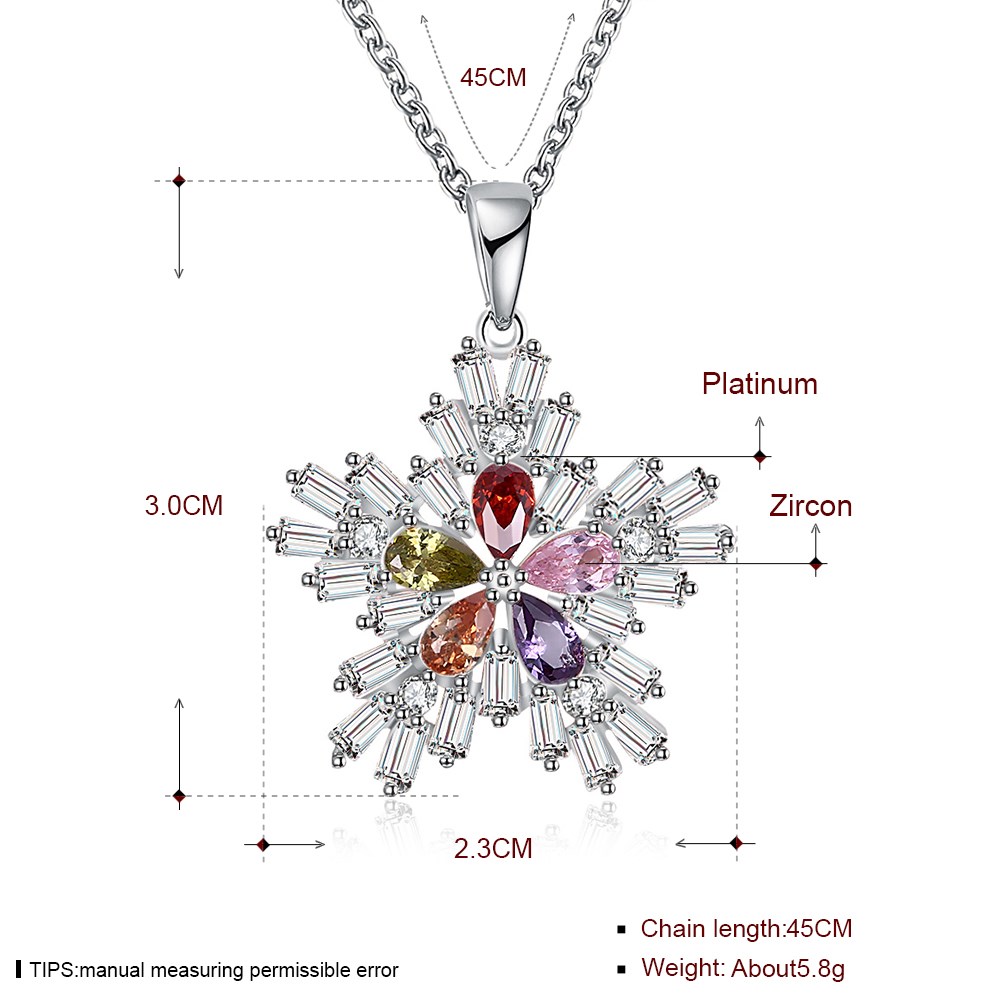 45CM
Platinum
3.0CM
Zircon
2.3CM
Chain length:45CM
Weight: About5.8g
TIPS:manual measuring permissible error